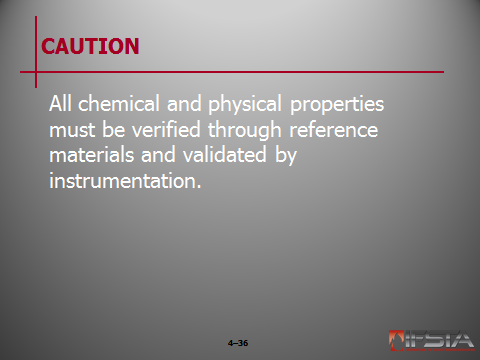 CAUTION
All chemical and physical properties
must be verified through reference
materials and validated by
instrumentation.
4–36
IFSTA